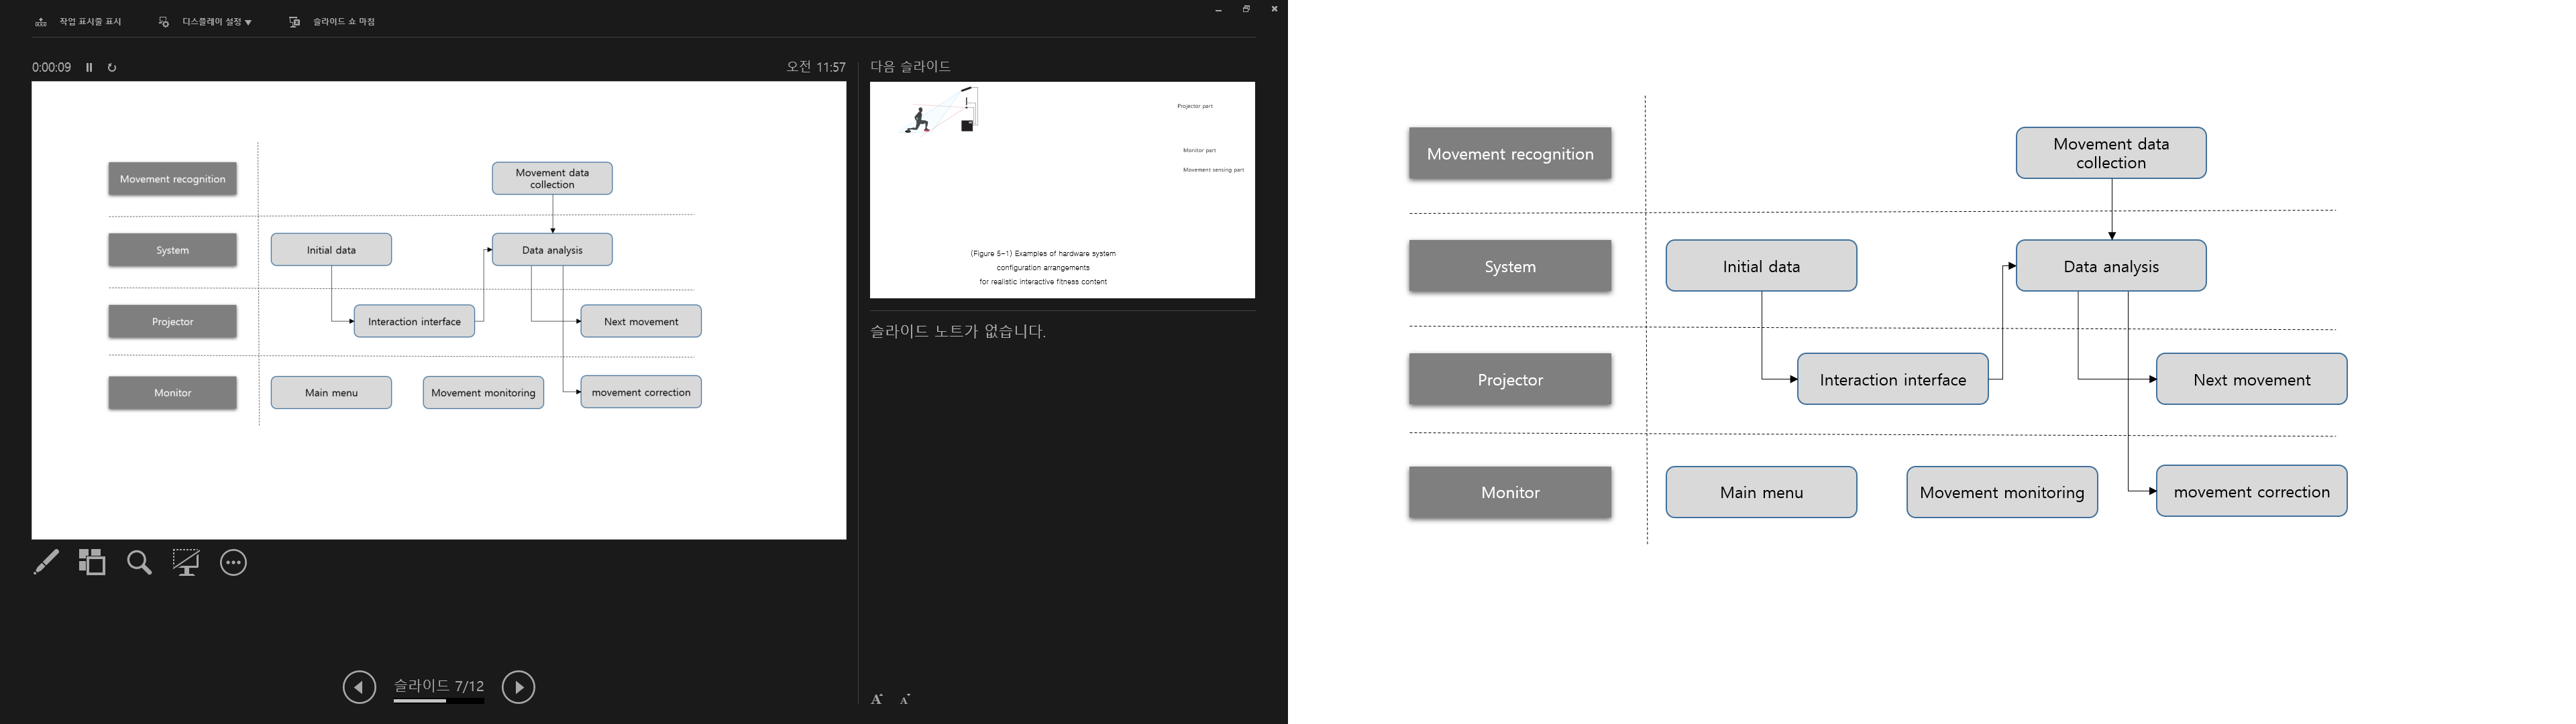 작업 표시줄 표시
디스플레이 설정
슬라이드 쇼 마침
0:00:09
오전 11:57
Movement recognition
Movement data
collection
System
Initial data
Data analysis
Projector
Interaction interface
Next movement
Monitor
Main menu
Movement monitoring
movement correction
슬라이드 7/12
다음 슬라이드
Projector part
Monitor part
Movement sensing part
(Figure 5-1) Examples of hardware system
configuration arrangements
for realistic interactive fitness content
슬라이드 노트가 없습니다.
A
A
Movement recognition
Movement data
collection
System
Initial data
Data analysis
Projector
Interaction interface
Next movement
Monitor
Main menu
Movement monitoring
movement correction